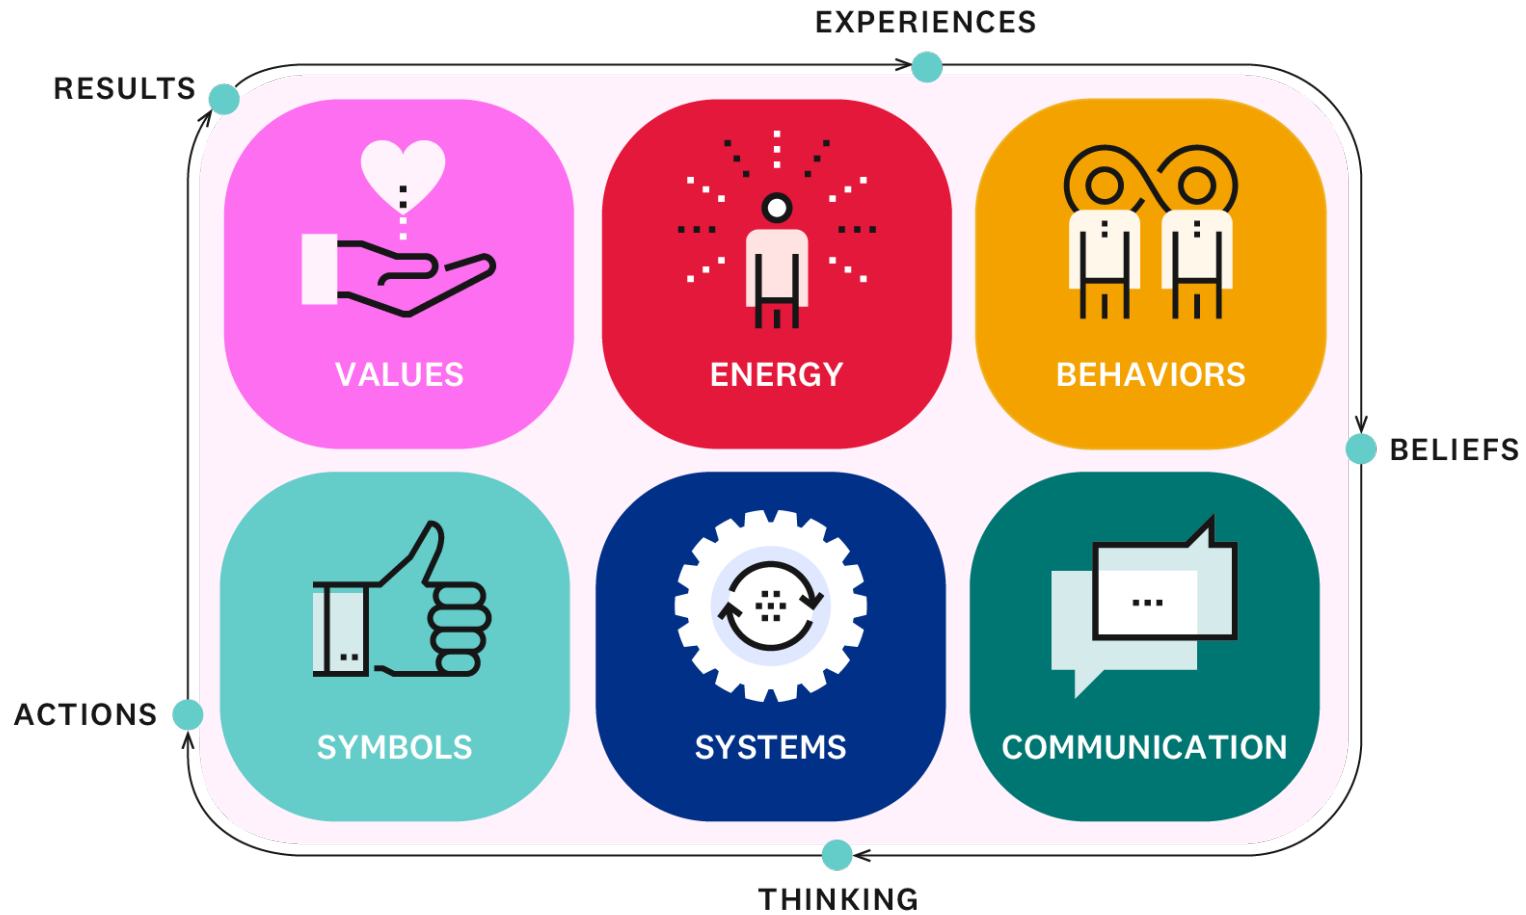 EXPERIENCES
RESULTS
VALUES
ENERGY
BEHAVIORS
BELIEFS
ACTIONS
SYMBOLS
SYSTEMS
COMMUNICATION
THINKING